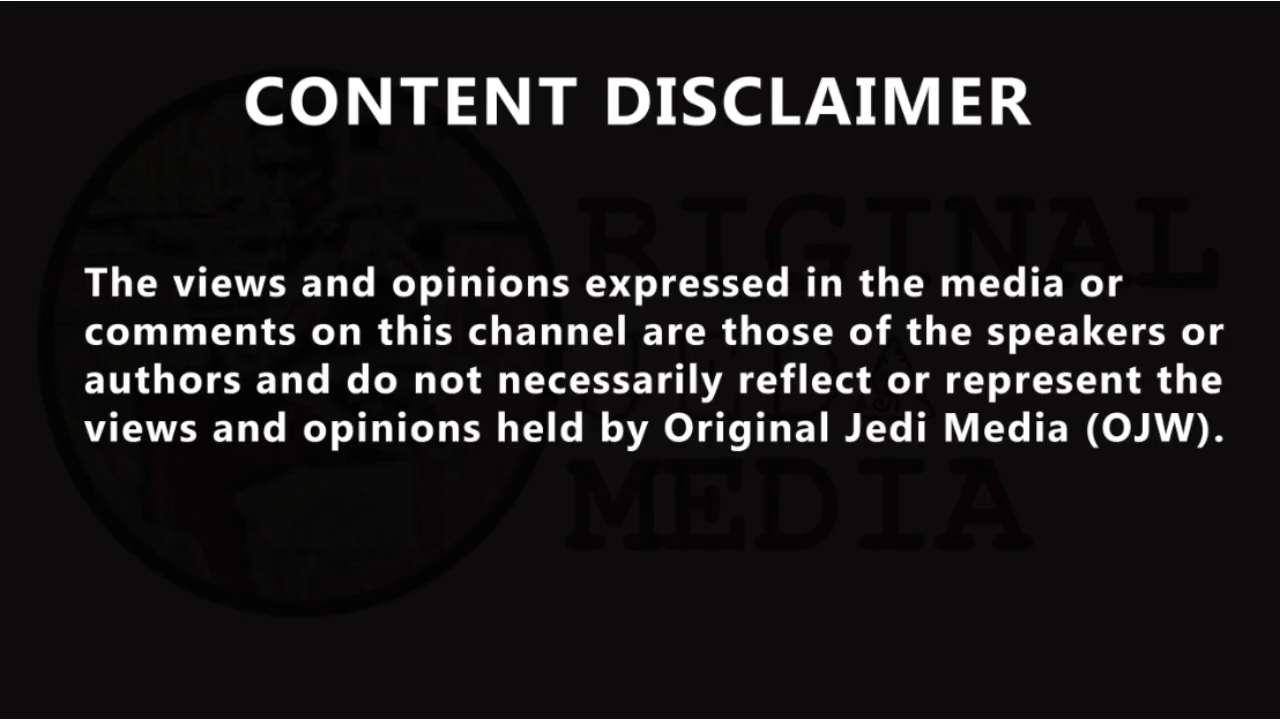 CONTENT DISCLAIMER
The views and opinions expressed in the media or
comments on this channel are those of the speakers or
authors and do not necessarily reflect or represent the
views and opinions held by Original Jedi Media (OJW).
RIGINAL
MEDIA